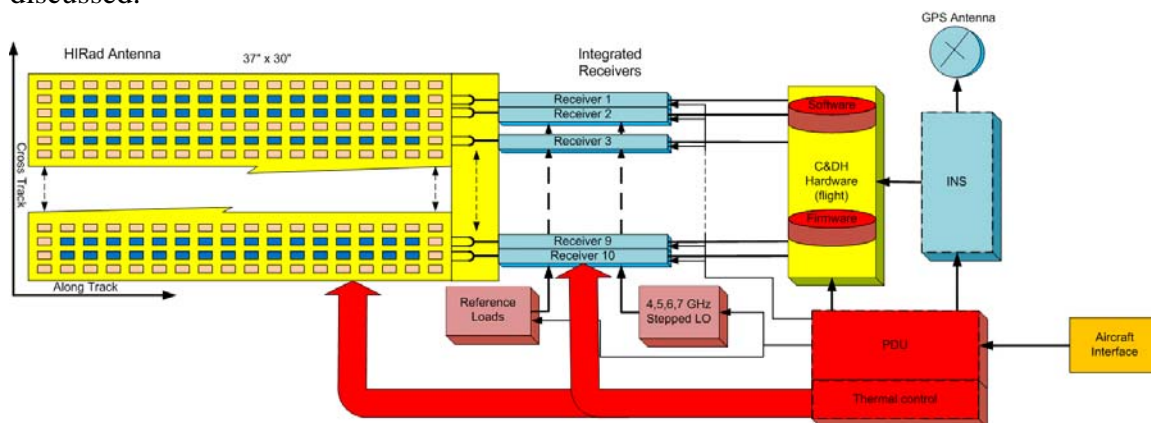 discussed.
GPS Antenna
HIRad Antenna
37" x 30"
Integrated
Receivers
Receiver 1
Receiver 2
Receiver 3
Receiver 9
Receiver 10
Software
C&DH
Hardware
(flight)
Firmware
INS
Cross Track
Along Track
Reference
Loads
4,5,6,7 GHz
Stepped LO
PDU
Thermal control
Aircraft
Interface